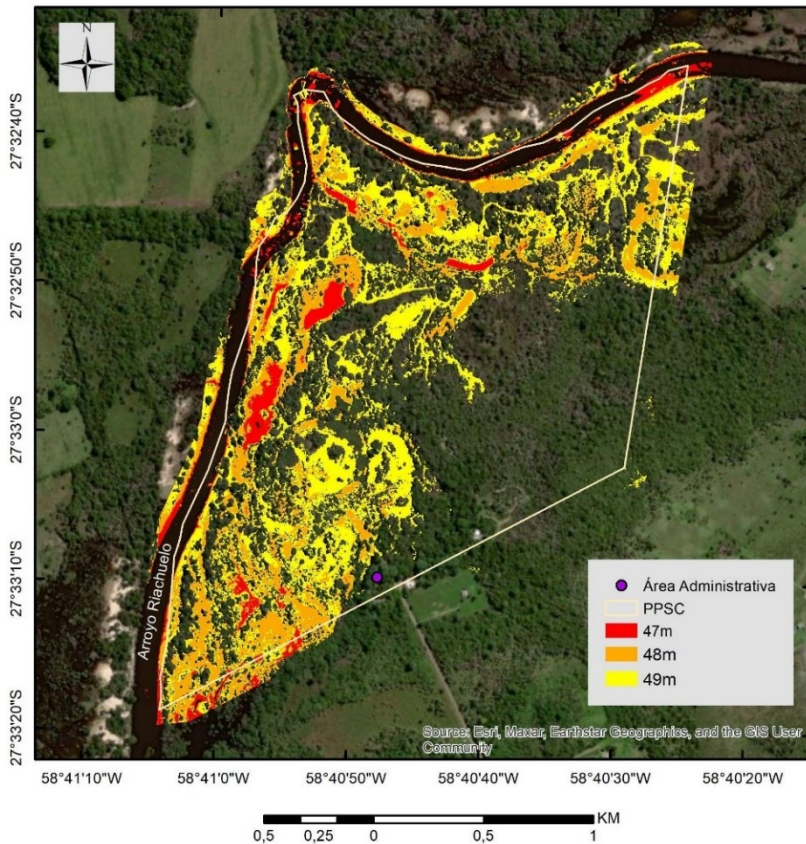 N
27°32'40"S
27°32'50"S
27°33'0"S
27°33'10"S
27°33'20"S
Arroyo Riachuelo
Área Administrativa
PPSC
47m
48m
49m
Source: Esri, Maxar, Earthstar Geographics, and the GIS User
Community
58°41'10"W
58°41'0"W
58°40'50"W
58°40'40"W
58°40'30"W
58°40'20"W
KM
0,5
0,25
0
0,5
1